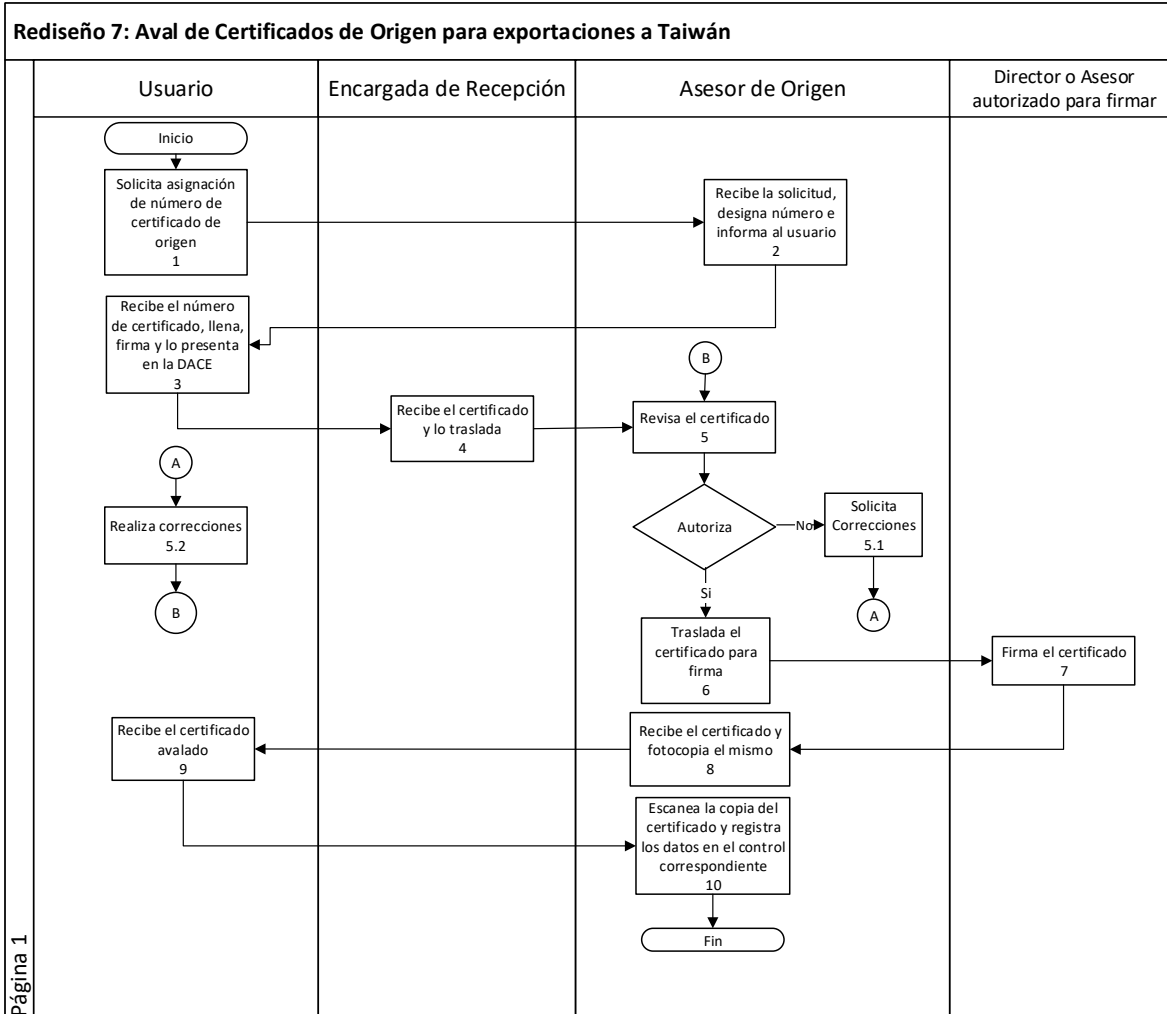 Rediseño 7: Aval de Certificados de Origen para exportaciones a Taiwán
Usuario
Encargada de Recepción
Asesor de Origen
Director o Asesor
autorizado para firmar
Inicio
Solicita asignación
de número de
certificado de
origen
1
Recibe la solicitud,
designa número e
informa al usuario
2
Recibe el número
de certificado, llena,
firma y lo presenta
en la DACE
3
B
Recibe el certificado
y lo traslada
4
Revisa el certificado
5
A
Realiza correcciones
5.2
B
Autoriza
No
Solicita
Correcciones
5.1
A
Si
Traslada el
certificado para
firma
6
Firma el certificado
7
Recibe el certificado y
fotocopia el mismo
8
Recibe el certificado
avalado
9
Escanea la copia del
certificado y registra
los datos en el control
correspondiente
10
Fin
Página 1